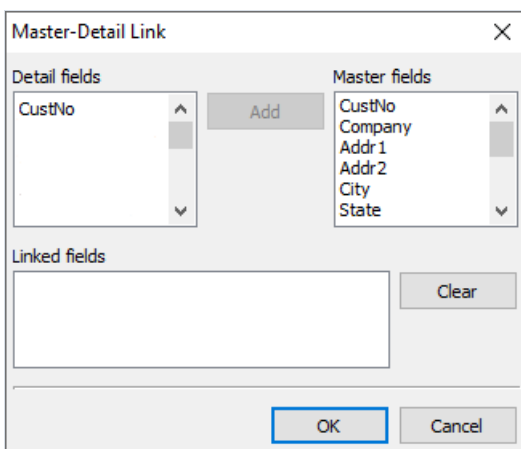 Master-Detail Link
Detail fields
Master fields
CustNo
Add
CustNo
Company
Addr1
Addr2
City
State
Linked fields
Clear
OK
Cancel